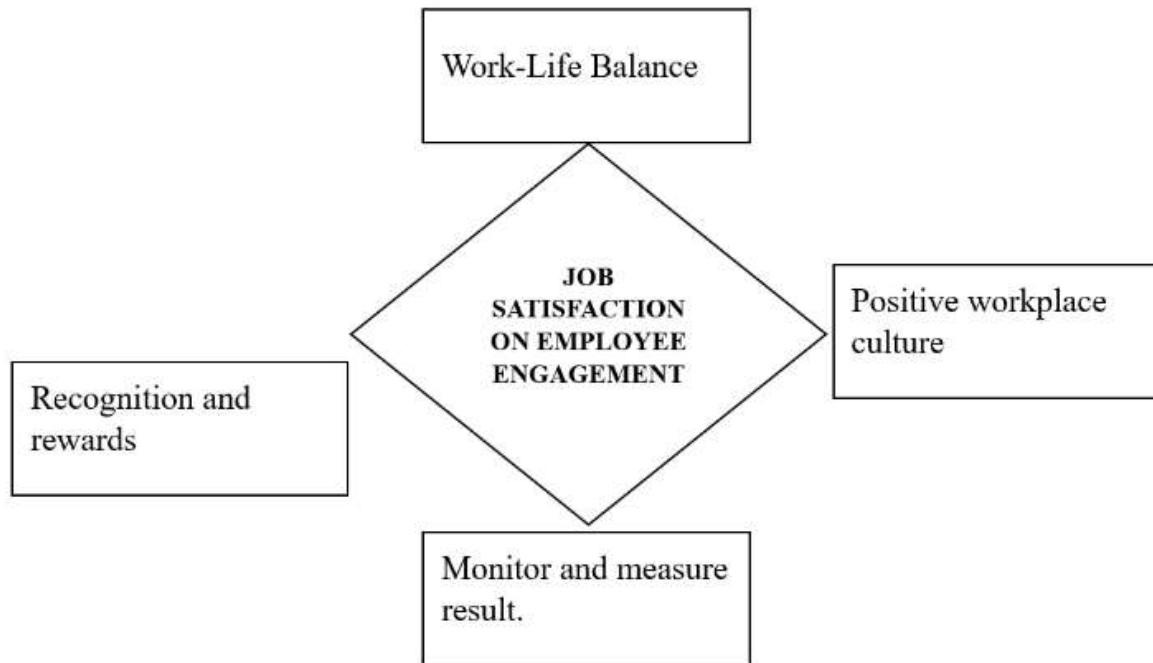 Work-Life Balance
JOB
SATISFACTION
ON EMPLOYEE
ENGAGEMENT
Positive workplace
culture
Recognition and
rewards
Monitor and measure
result.